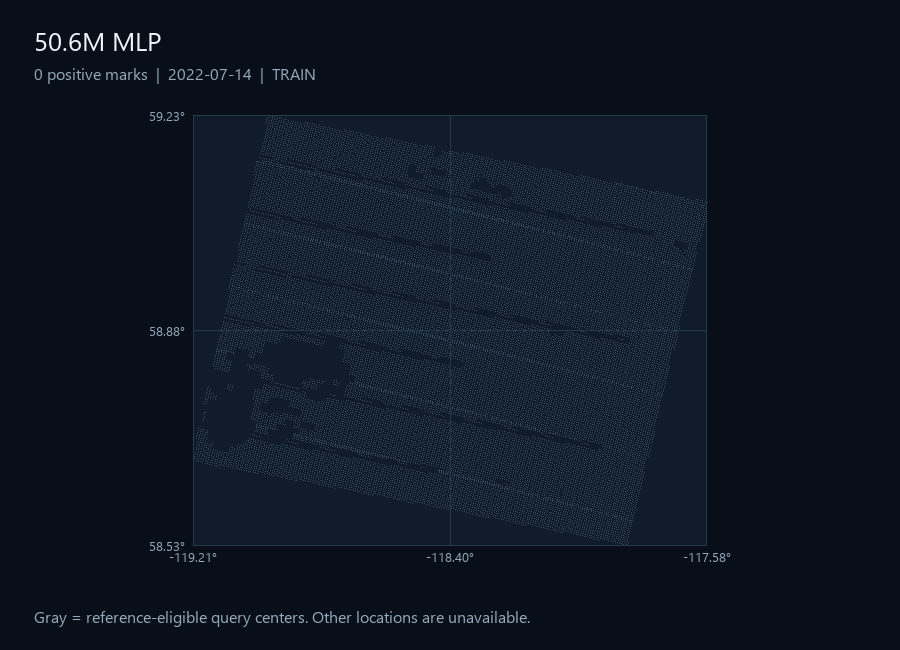 50.6M MLP
0 positive marks | 2022-07-14 | TRAIN
59.23°
58.88°
58.53°
-119.21°
-118.40°
-117.58°
Gray = reference-eligible query centers. Other locations are unavailable.